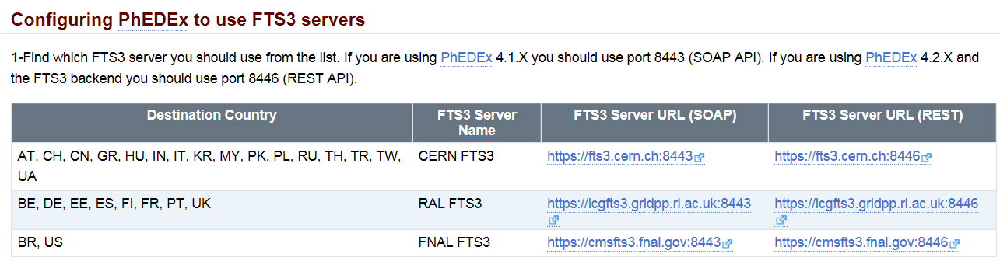 Configuring PhEDEx to use FTS3 servers
1-Find which FTS3 server you should use from the list. If you are using PhEDEx 4.1.X you should use port 8443 (SOAP API). If you are using PhEDEx 4.2.X and
the FTS3 backend you should use port 8446 (REST API).
Destination Country FTS3 Server Name FTS3 Server URL (SOAP) FTS3 Server URL (REST)
AT, CH, CN, GR, HU, IN, IT, KR, MY, PK, PL, RU, TH, TR, TW, CERN FTS3 https://fts3.cern.ch:8443 https://fts3.cern.ch:8446
UA
BE, DE, EE, ES, FI, FR, PT, UK RAL FTS3 https://lcgfts3.gridpp.rl.ac.uk:8443 https://lcgfts3.gridpp.rl.ac.uk:8446
BR, US FNAL FTS3 https://cmsfts3.fnal.gov:8443 https://cmsfts3.fnal.gov:8446